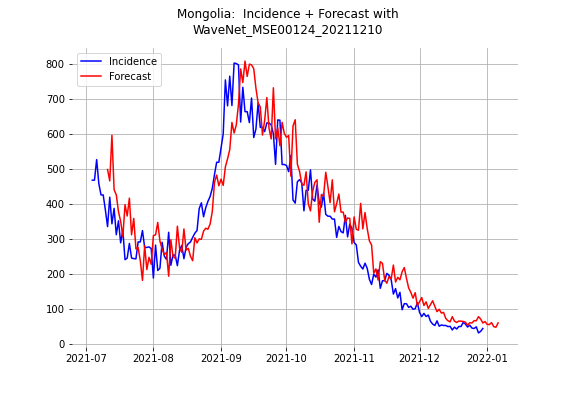 Mongolia:  Incidence + Forecast with
WaveNet_MSE00124_20211210
Incidence
Forecast
800
700
600
500
400
300
200
100
0
2021-07 2021-08 2021-09 2021-10 2021-11 2021-12 2022-01